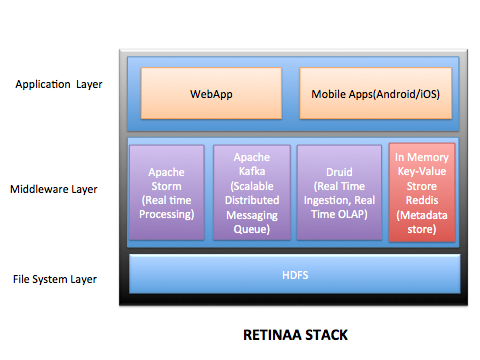 Application Layer
WebApp
Mobile Apps(Android/iOS)
Middleware Layer
Apache
Storm
(Real time
Processing)
Apache
Kafka
(Scalable
Distributed
Messaging
Queue)
Druid
(Real Time
Ingestion, Real
Time OLAP)
In Memory
Key-Value
Strore
Reddis
(Metadata
store)
File System Layer
HDFS
RETINAA STACK